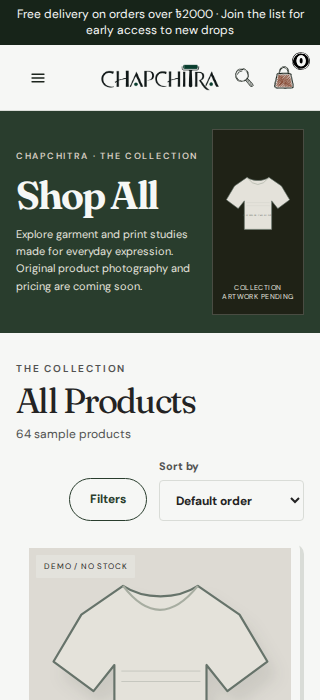 Free delivery on orders over ৳2000 · Join the list for
early access to new drops
CHAPCHITRA
0
CHAPCHITRA · THE COLLECTION
Shop All
Explore garment and print studies
made for everyday expression.
Original product photography and
pricing are coming soon.
COLLECTION
ARTWORK PENDING
THE COLLECTION
All Products
64 sample products
Sort by
Filters
Default order
DEMO / NO STOCK